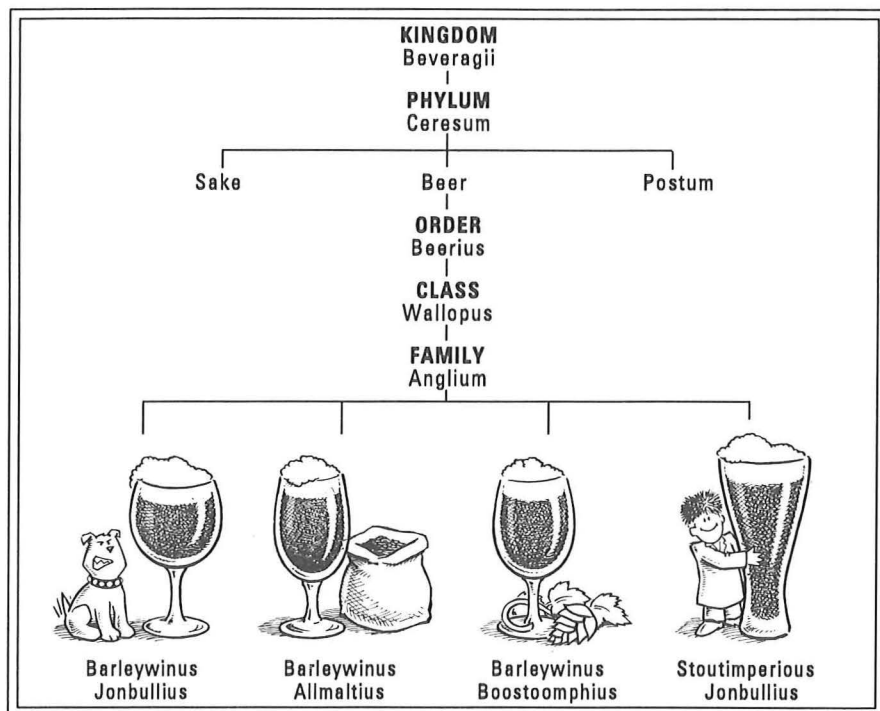 KINGDOM
Beveragii
PHYLUM
Ceresum
Sake Beer Postum
ORDER
Beerius
CLASS
Wallopus
FAMILY
Anglium
Barleywinus Barleywinus Barleywinus Stoutimperious
Jonbullius Allmaltius Boostoomphius Jonbullius